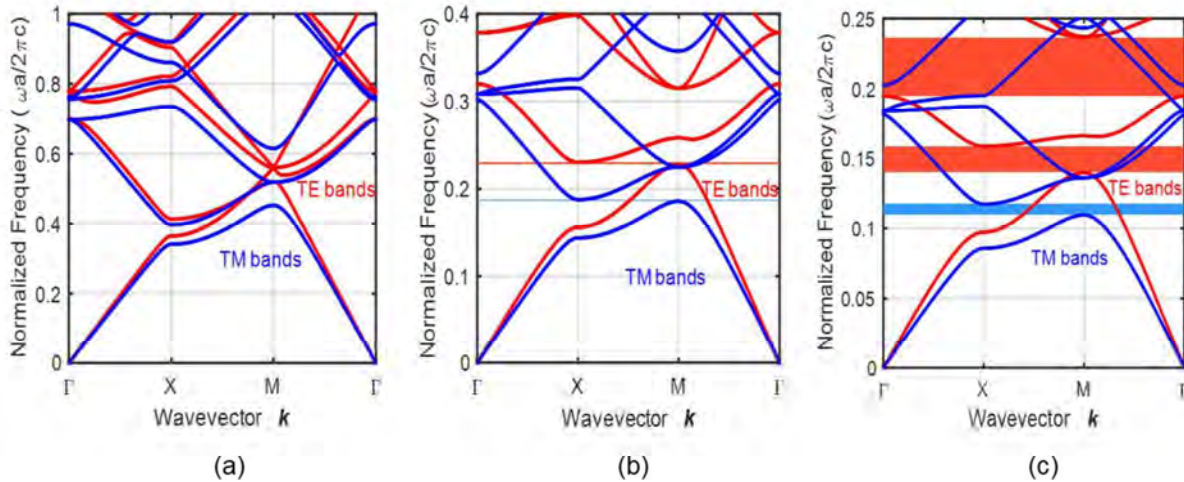 Normalized Frequency ( ωa/2πc)
1
0.8
0.6
0.4
0.2
0
TE bands
TM bands
Γ X M Γ
Wavevector k
(a)
Normalized Frequency (ωa/2πc)
0.4
0.3
0.2
0.1
0
TE bands
TM bands
Γ X M Γ
Wavevector k
(b)
Normalized Frequency (ωa/2πc)
0.25
0.2
0.15
0.1
0.05
0
TE bands
TM bands
Γ X M Γ
Wavevector k
(c)